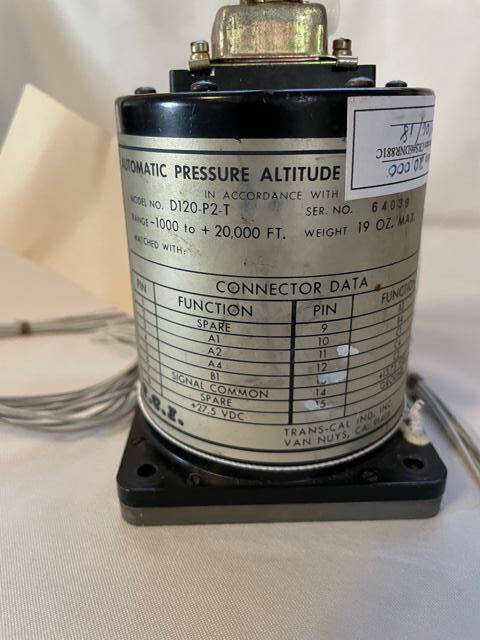 AUTOMATIC PRESSURE ALTITUDE
IN ACCORDANCE WITH
MODEL NO. D120-P2-T SER. NO. 64039
RANGE -1000 to + 20,000 FT. WEIGHT 19 OZ. MAX.
MATCHED WITH:
CONNECTOR DATA
PIN FUNCTION PIN FUNCTION
SPARE 9
A1 10
A2 11
A4 12
B1
SIGNAL COMMON 14
SPARE 15
+27.5 VDC
TRANS-CAL IND. INC.
VAN NUYS, CA.
20,000